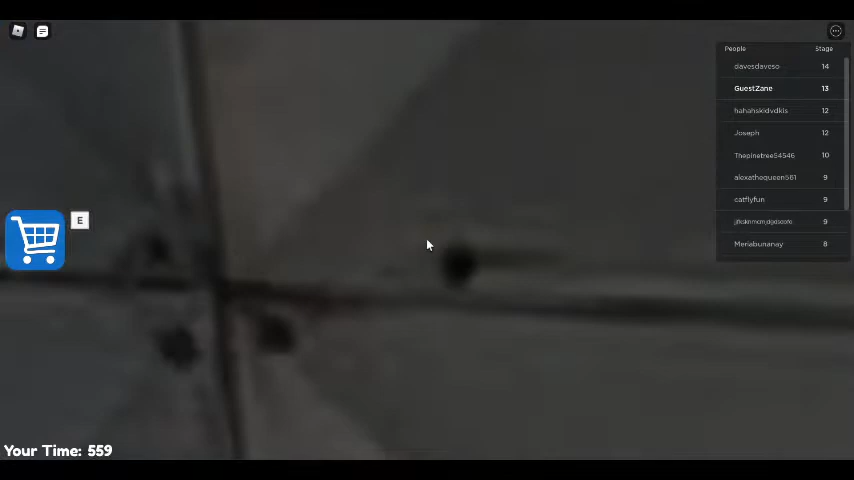 People Stage
davesdaveso 14
GuestZane 13
hahahskidvdkis 12
Joseph 12
Thepinetree54546 10
alexathequeen561 9
catflyfun 9
9
Meriabunanay 8
E
Your Time: 559